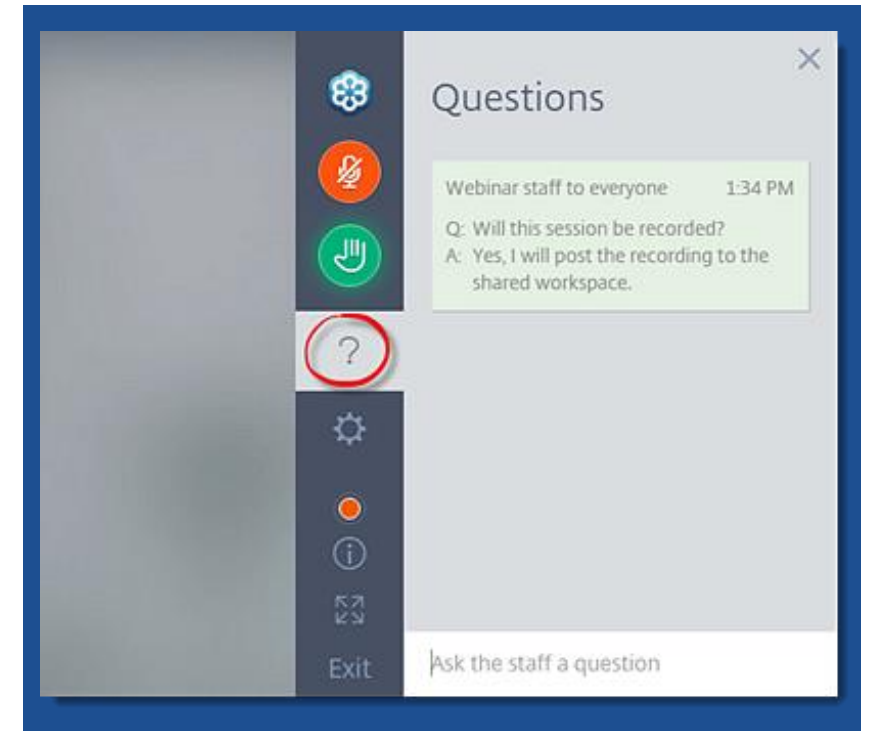 Questions
Webinar staff to everyone 1:34 PM
Q: Will this session be recorded?
A: Yes, I will post the recording to the
shared workspace.
?
Exit
Ask the staff a question